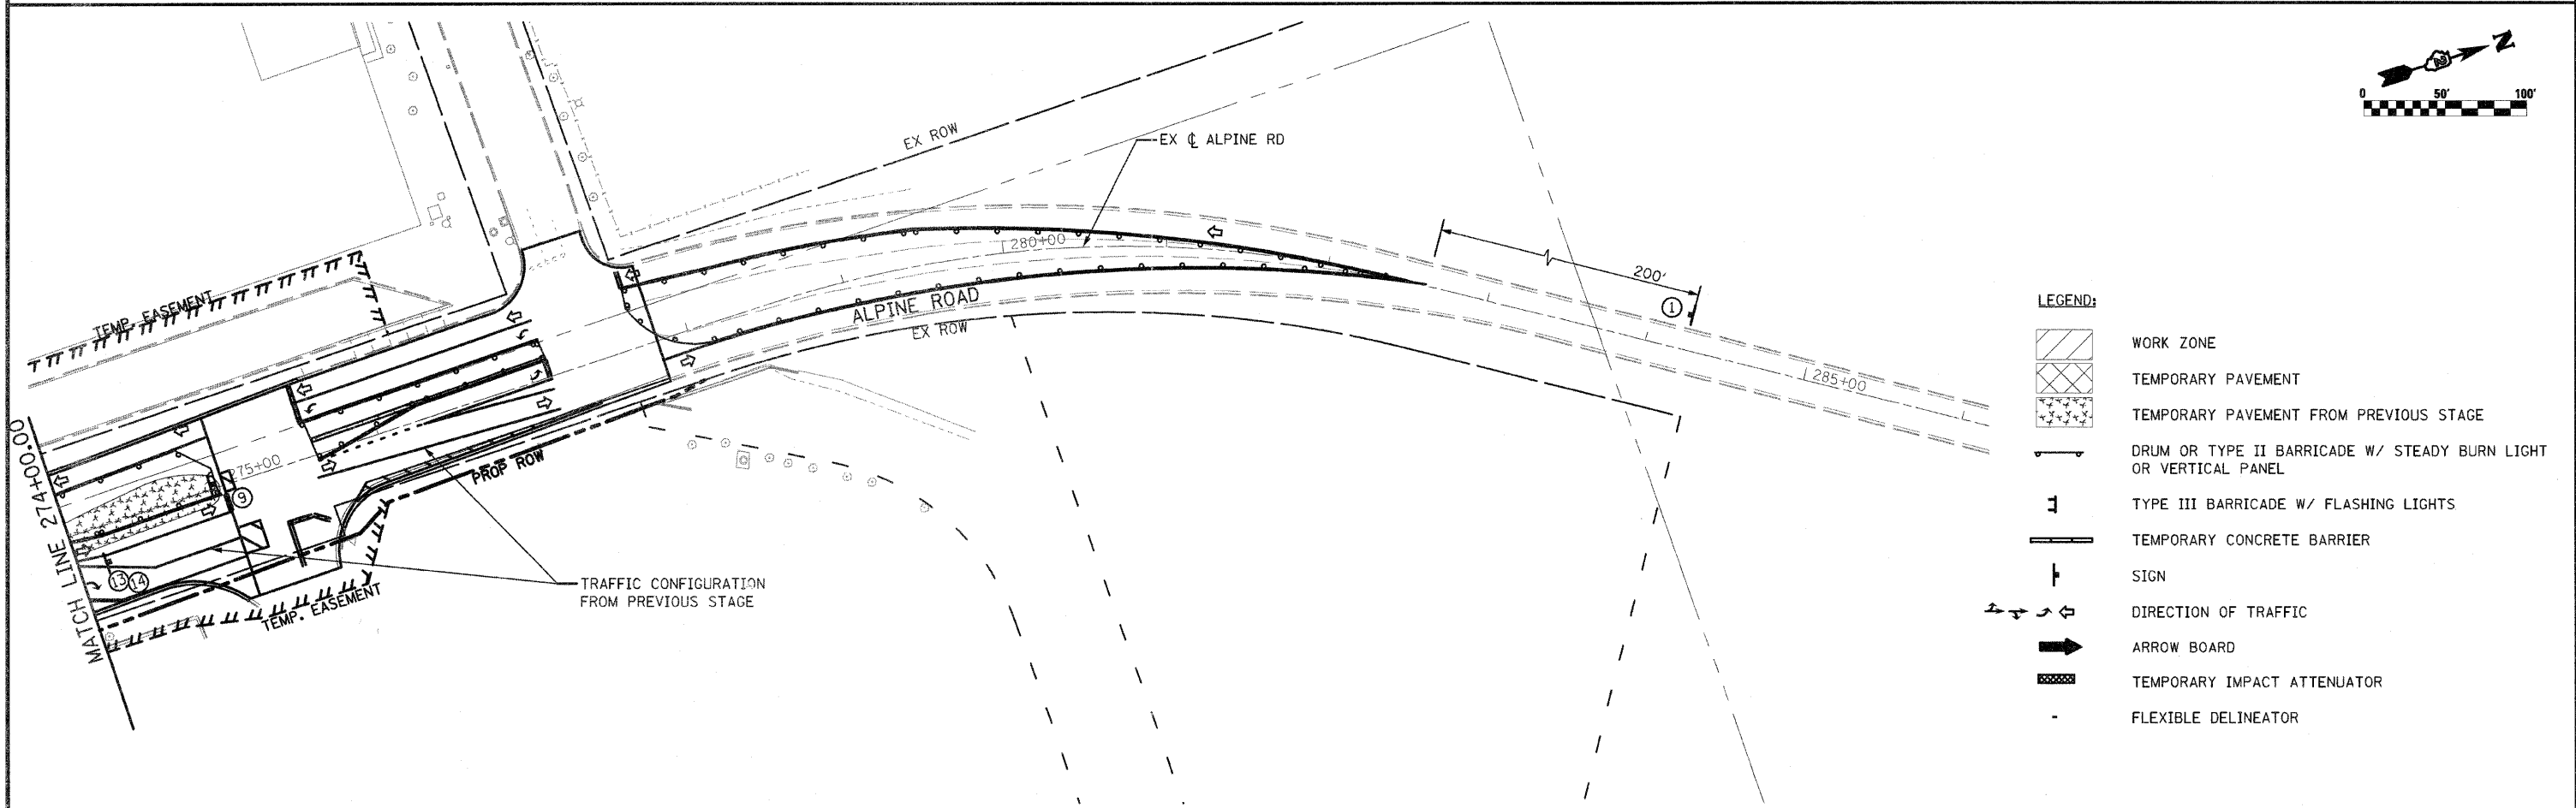 N
0 50' 100'
EX ROW
EX ℄ ALPINE RD
280+00
200'
1
ALPINE ROAD
EX ROW
285+00
TEMP. EASEMENT
275+00
9
PROP ROW
MATCH LINE 274+00.00
13 14
TEMP. EASEMENT
TRAFFIC CONFIGURATION
FROM PREVIOUS STAGE
LEGEND:
WORK ZONE
TEMPORARY PAVEMENT
TEMPORARY PAVEMENT FROM PREVIOUS STAGE
DRUM OR TYPE II BARRICADE W/ STEADY BURN LIGHT
OR VERTICAL PANEL
TYPE III BARRICADE W/ FLASHING LIGHTS
TEMPORARY CONCRETE BARRIER
SIGN
DIRECTION OF TRAFFIC
ARROW BOARD
TEMPORARY IMPACT ATTENUATOR
FLEXIBLE DELINEATOR